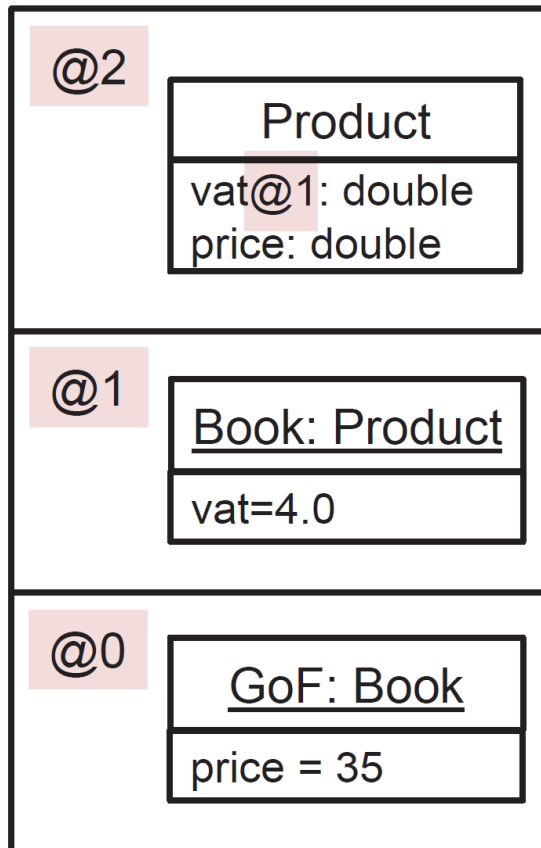 @2
Product
vat@1: double
price: double
@1
Book: Product
vat=4.0
@0
GoF: Book
price = 35